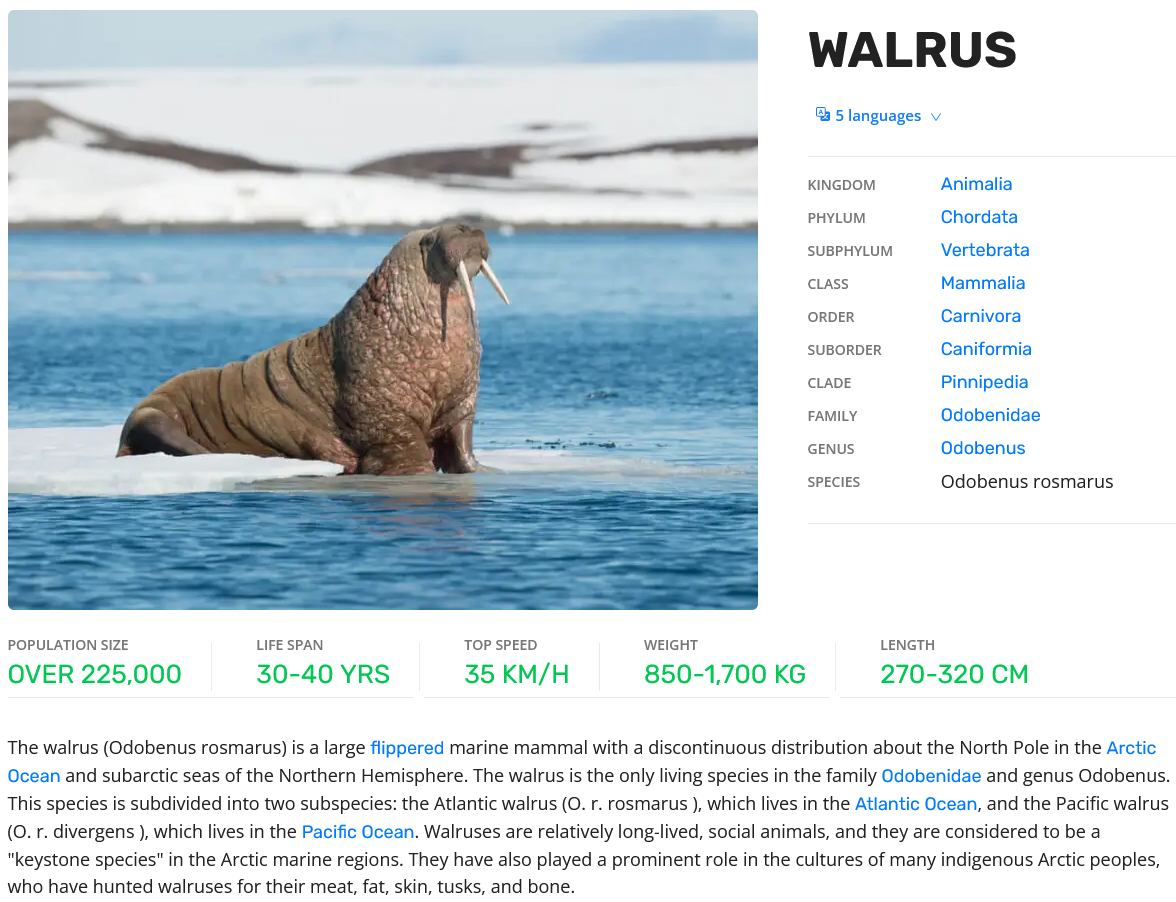 WALRUS
5 languages
KINGDOM Animalia
PHYLUM Chordata
SUBPHYLUM Vertebrata
CLASS Mammalia
ORDER Carnivora
SUBORDER Caniformia
CLADE Pinnipedia
FAMILY Odobenidae
GENUS Odobenus
SPECIES Odobenus rosmarus
POPULATION SIZE LIFE SPAN TOP SPEED WEIGHT LENGTH
OVER 225,000 30-40 YRS 35 KM/H 850-1,700 KG 270-320 CM
The walrus (Odobenus rosmarus) is a large flippered marine mammal with a discontinuous distribution about the North Pole in the Arctic
Ocean and subarctic seas of the Northern Hemisphere. The walrus is the only living species in the family Odobenidae and genus Odobenus.
This species is subdivided into two subspecies: the Atlantic walrus (O. r. rosmarus ), which lives in the Atlantic Ocean, and the Pacific walrus
(O. r. divergens ), which lives in the Pacific Ocean. Walruses are relatively long-lived, social animals, and they are considered to be a
"keystone species" in the Arctic marine regions. They have also played a prominent role in the cultures of many indigenous Arctic peoples,
who have hunted walruses for their meat, fat, skin, tusks, and bone.